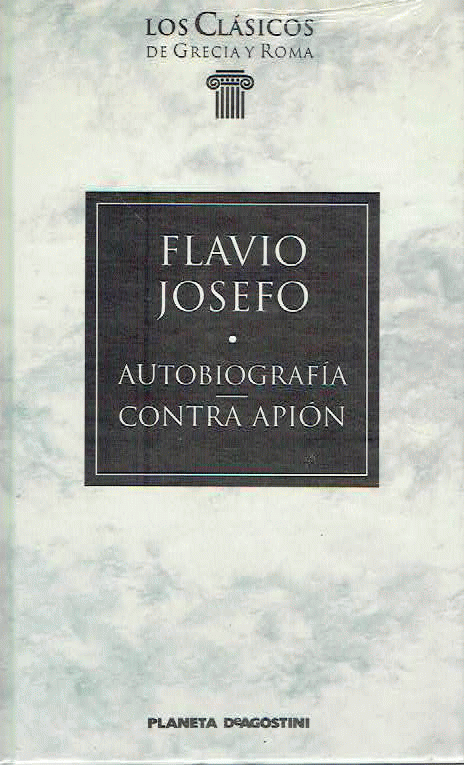 LOS CLÁSICOS
DE GRECIA Y ROMA
FLAVIO
JOSEFO
AUTOBIOGRAFÍA
CONTRA APIÓN
PLANETA DEAGOSTINI